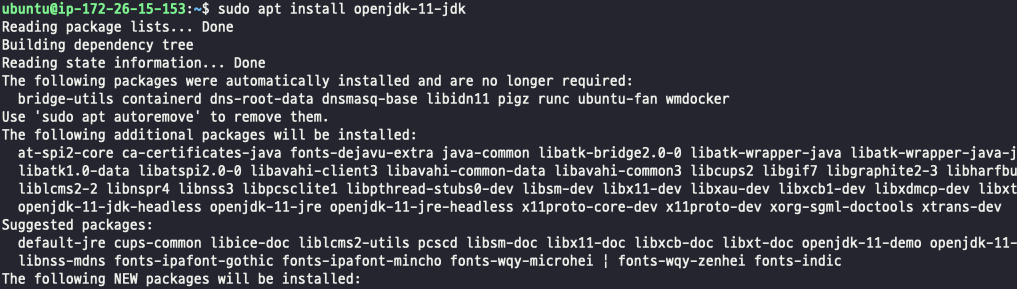 ubuntu@ip-172-26-15-153:~$ sudo apt install openjdk-11-jdk
Reading package lists... Done
Building dependency tree
Reading state information... Done
The following packages were automatically installed and are no longer required:
  bridge-utils containerd dns-root-data dnsmasq-base libidn11 pigz runc ubuntu-fan wmdocker
Use 'sudo apt autoremove' to remove them.
The following additional packages will be installed:
  at-spi2-core ca-certificates-java fonts-dejavu-extra java-common libatk-bridge2.0-0 libatk-wrapper-java libatk-wrapper-java-j
  libatk1.0-data libatspi2.0-0 libavahi-client3 libavahi-common-data libavahi-common3 libcups2 libgif7 libgraphite2-3 libharfbu
  liblcms2-2 libnspr4 libnss3 libpcsclite1 libpthread-stubs0-dev libsm-dev libx11-dev libxau-dev libxcb1-dev libxdmcp-dev libxt
  openjdk-11-jdk-headless openjdk-11-jre openjdk-11-jre-headless x11proto-core-dev x11proto-dev xorg-sgml-doctools xtrans-dev
Suggested packages:
  default-jre cups-common libice-doc liblcms2-utils pcscd libsm-doc libx11-doc libxcb-doc libxt-doc openjdk-11-demo openjdk-11-
  libnss-mdns fonts-ipafont-gothic fonts-ipafont-mincho fonts-wqy-microhei | fonts-wqy-zenhei fonts-indic
The following NEW packages will be installed: